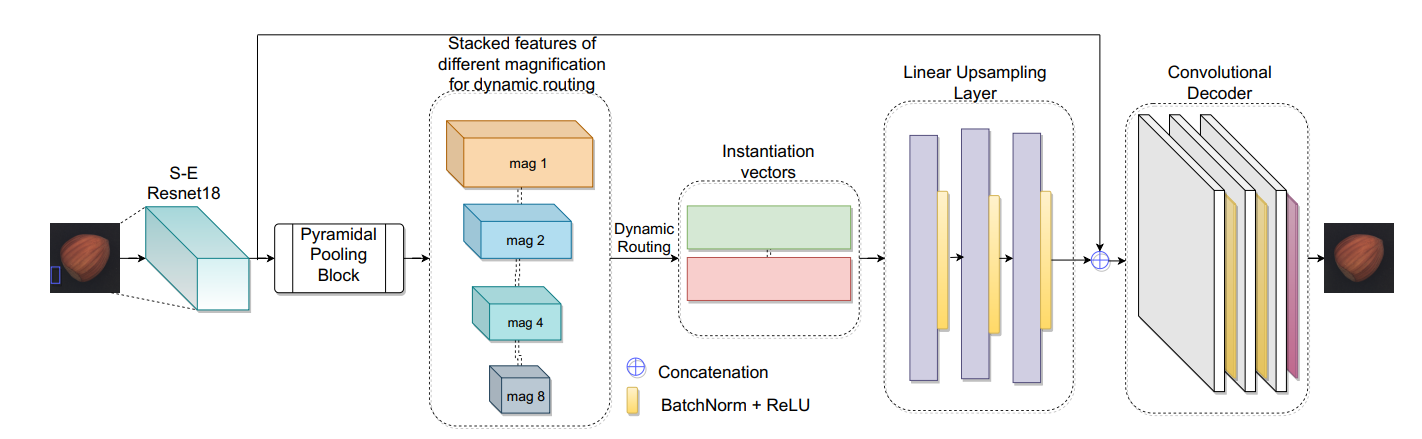 S-E
Resnet18
Pyramidal
Pooling
Block
Stacked features of
different magnification
for dynamic routing
mag 1
mag 2
mag 4
mag 8
Dynamic
Routing
Instantiation
vectors
Linear Upsampling
Layer
Convolutional
Decoder
Concatenation
BatchNorm + ReLU